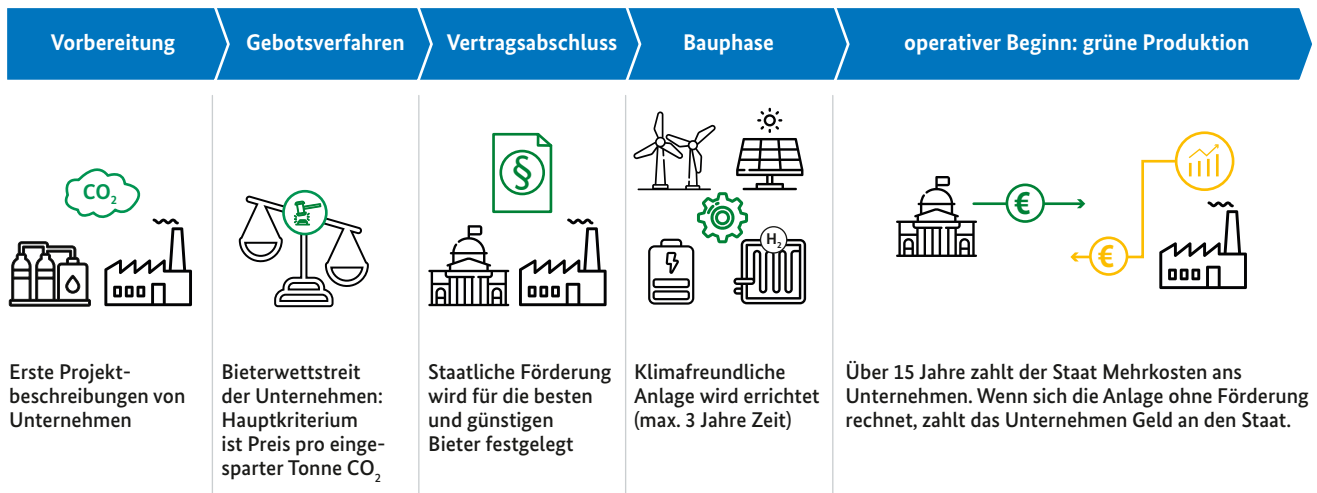 Vorbereitung
Gebotsverfahren
Vertragsabschluss
Bauphase
operativer Beginn: grüne Produktion
CO₂
§
H₂
€
€
Erste Projekt-
beschreibungen von
Unternehmen
Bieterwettstreit
der Unternehmen:
Hauptkriterium
ist Preis pro einge-
sparter Tonne CO₂
Staatliche Förderung
wird für die besten
und günstigen
Bieter festgelegt
Klimafreundliche
Anlage wird errichtet
(max. 3 Jahre Zeit)
Über 15 Jahre zahlt der Staat Mehrkosten ans
Unternehmen. Wenn sich die Anlage ohne Förderung
rechnet, zahlt das Unternehmen Geld an den Staat.